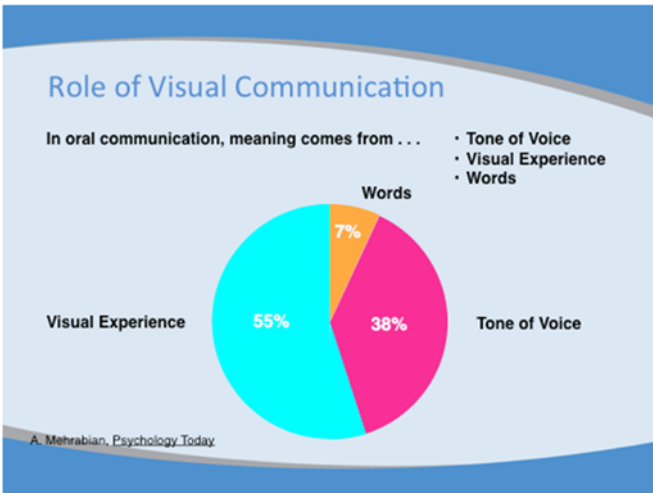 Role of Visual Communication
In oral communication, meaning comes from . . .
· Tone of Voice
· Visual Experience
· Words
Words
7%
Visual Experience
55%
38%
Tone of Voice
A. Mehrabian, Psychology Today